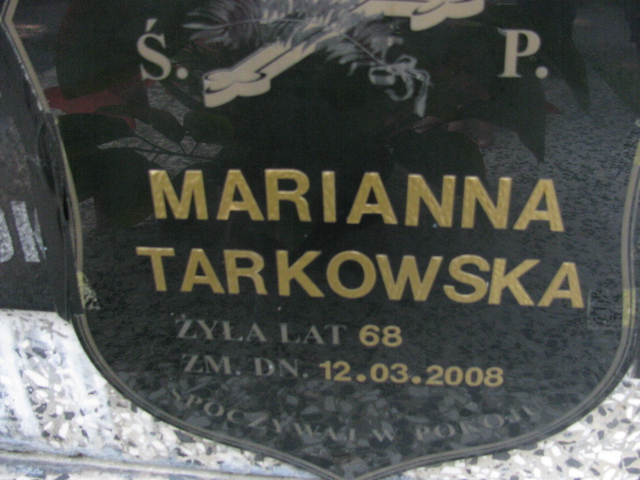 Ś. P.
MARIANNA
TARKOWSKA
ŻYŁA LAT 68
ZM. DN. 12.03.2008
SPOCZYWAJ W POKOJU